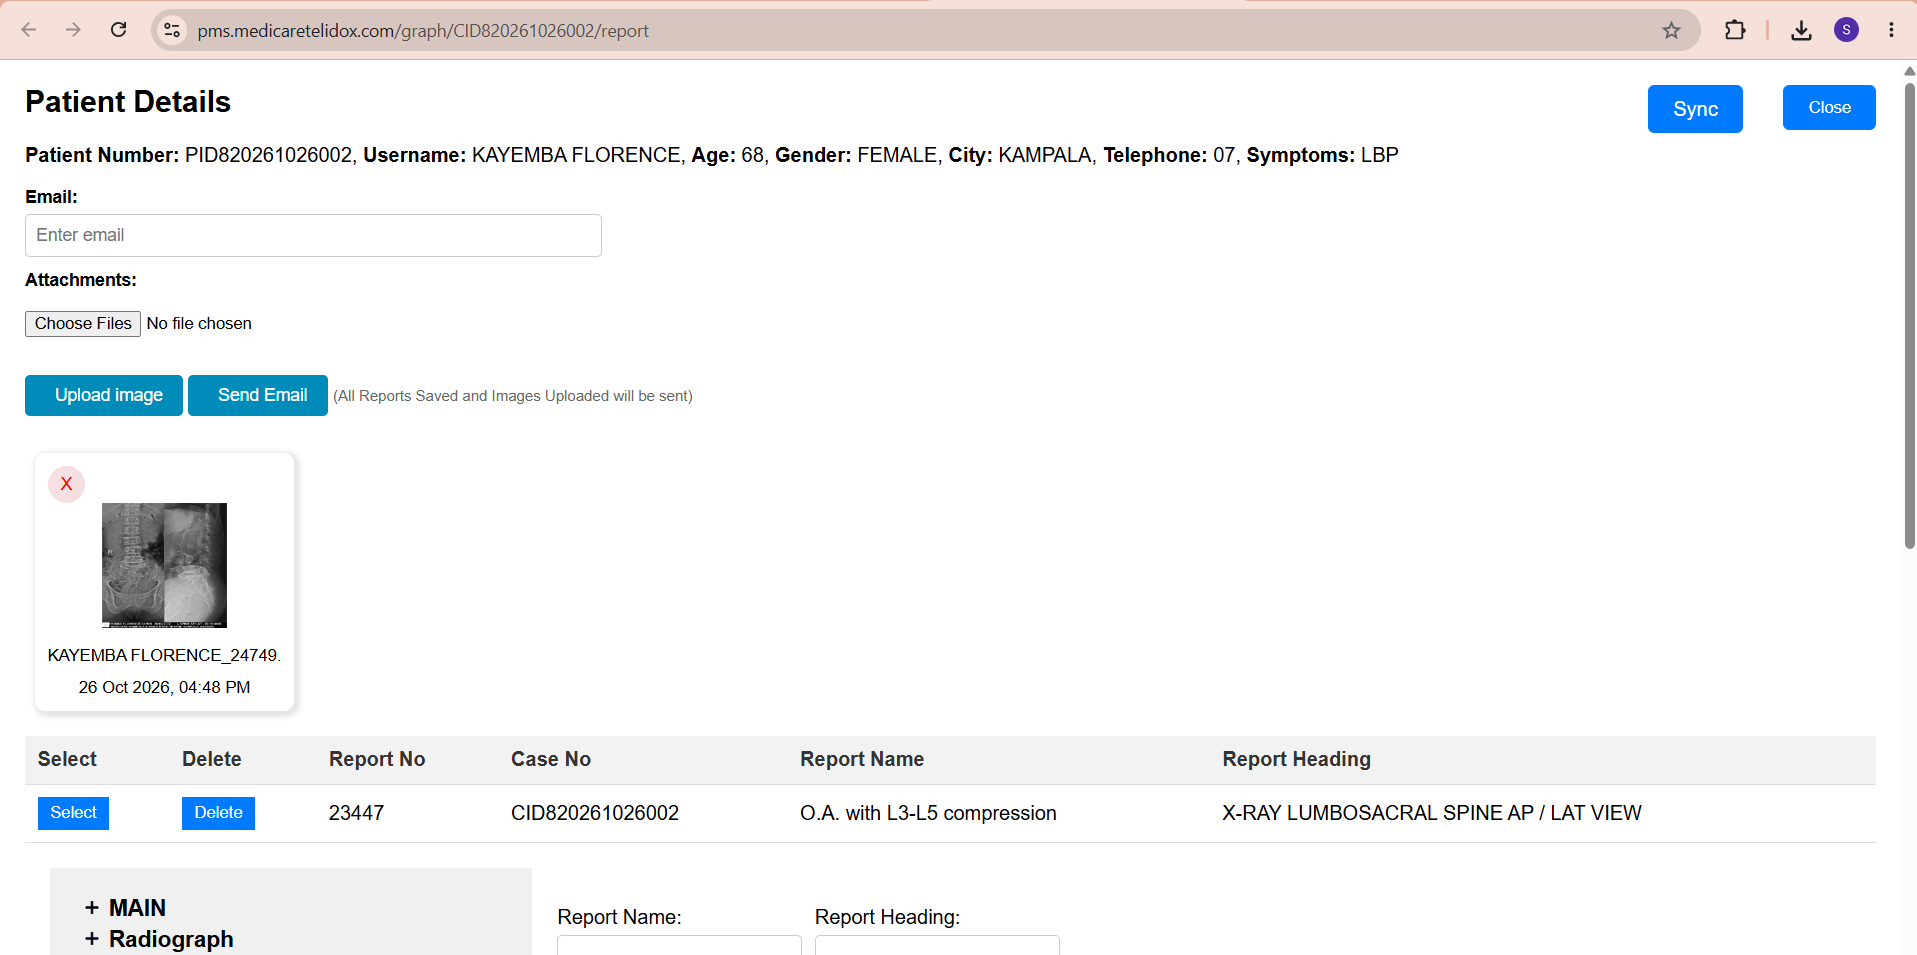 pms.medicaretelidox.com/graph/CID820261026002/report
S
Patient Details
Sync
Close
Patient Number: PID820261026002, Username: KAYEMBA FLORENCE, Age: 68, Gender: FEMALE, City: KAMPALA, Telephone: 07, Symptoms: LBP
Email:
Enter email
Attachments:
Choose Files No file chosen
Upload image Send Email (All Reports Saved and Images Uploaded will be sent)
X
KAYEMBA FLORENCE_24749.
26 Oct 2026, 04:48 PM
Select Delete Report No Case No Report Name Report Heading
Select Delete 23447 CID820261026002 O.A. with L3-L5 compression X-RAY LUMBOSACRAL SPINE AP / LAT VIEW
+ MAIN
+ Radiograph
Report Name: Report Heading: